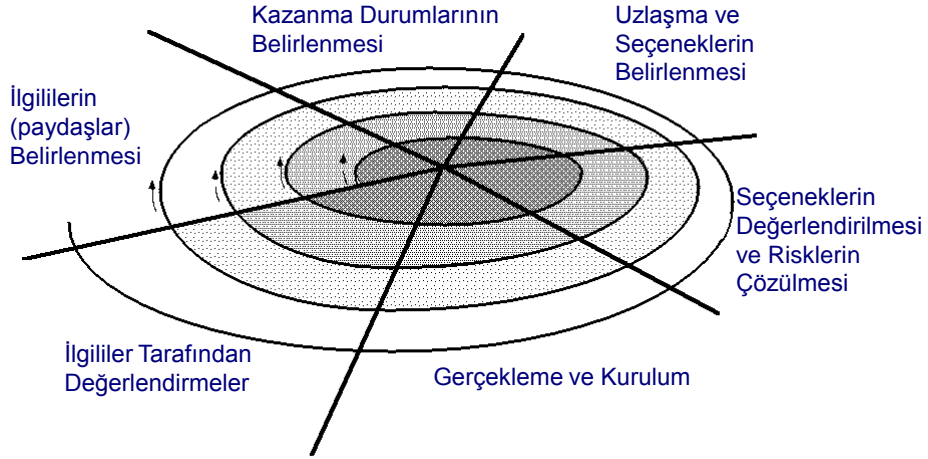 Kazanma Durumlarının
Belirlenmesi
Uzlaşma ve
Seçeneklerin
Belirlenmesi
İlgililerin
(paydaşlar)
Belirlenmesi
Seçeneklerin
Değerlendirilmesi
ve Risklerin
Çözülmesi
İlgililer Tarafından
Değerlendirmeler
Gerçekleme ve Kurulum